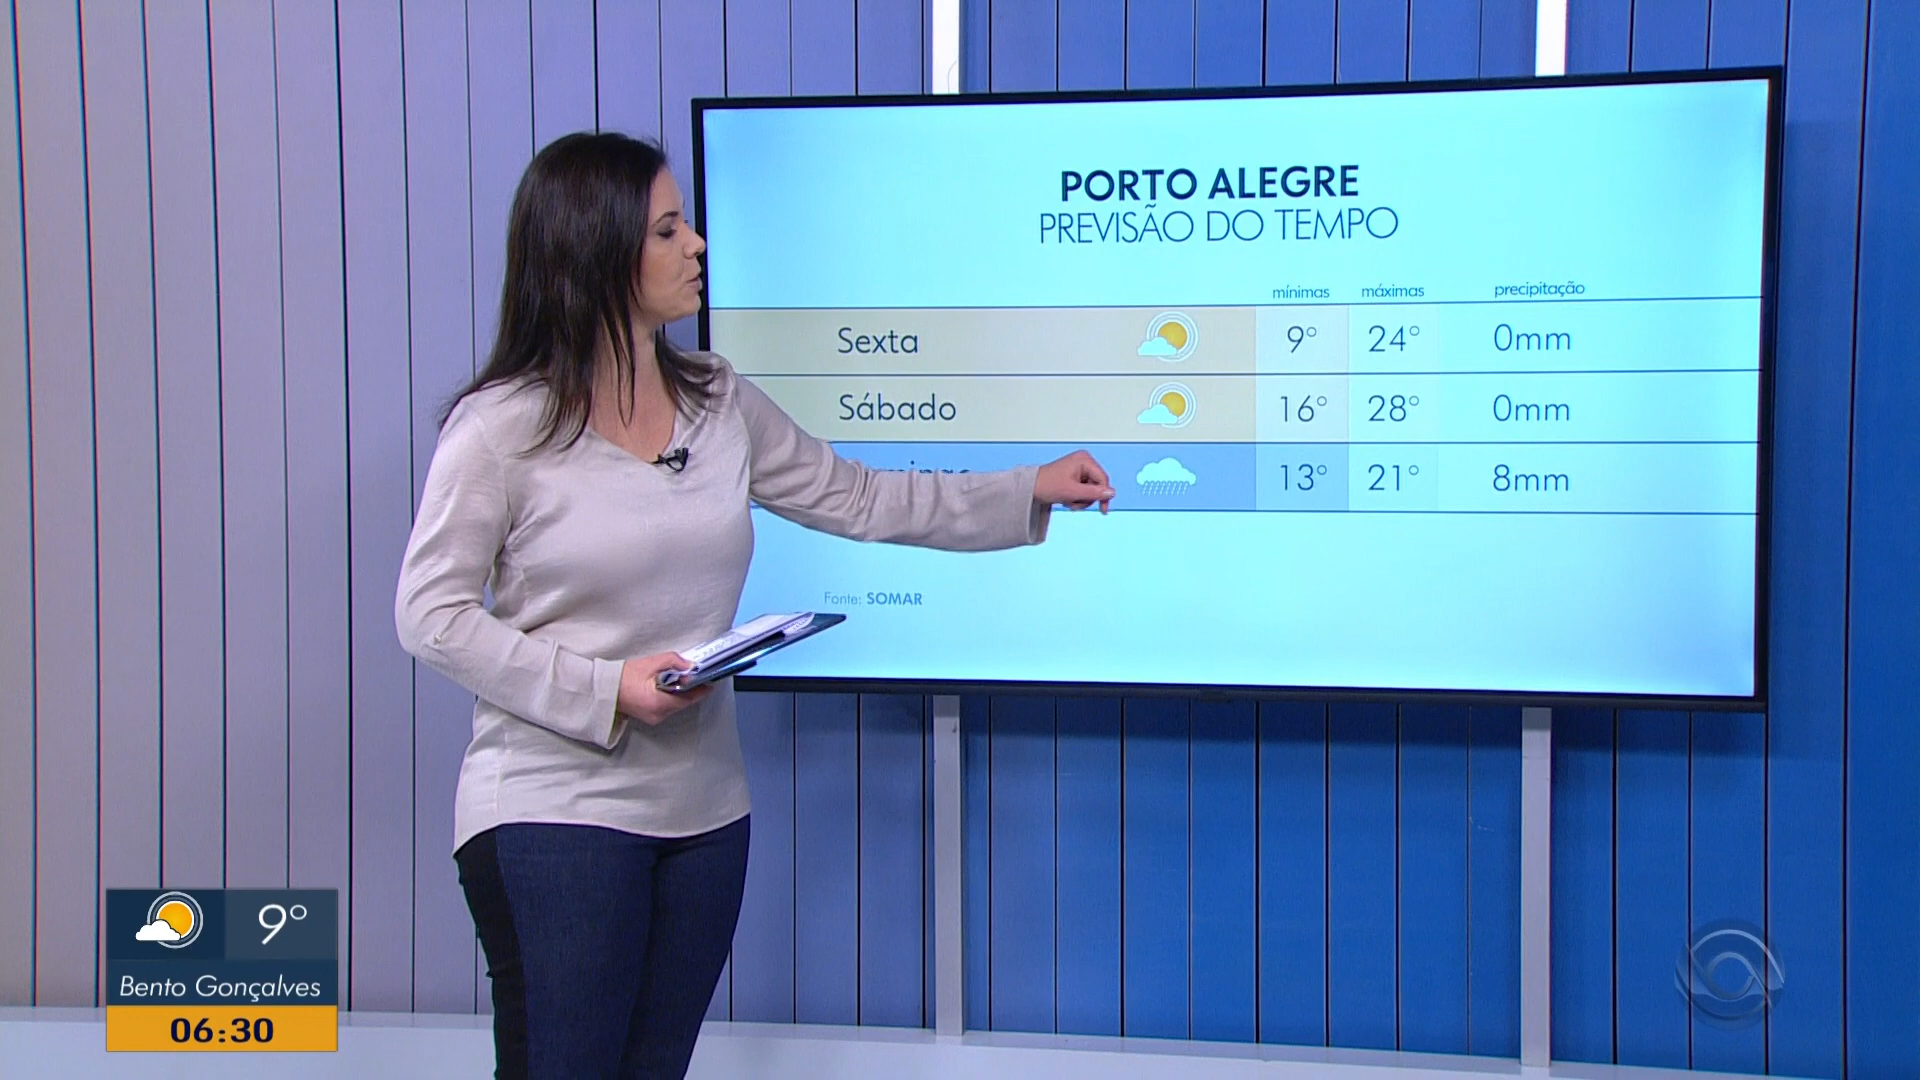 PORTO ALEGRE
PREVISÃO DO TEMPO
mínimas máximas precipitação
Sexta 9° 24° 0mm
Sábado 16° 28° 0mm
13° 21° 8mm
Fonte: SOMAR
9°
Bento Gonçalves
06:30